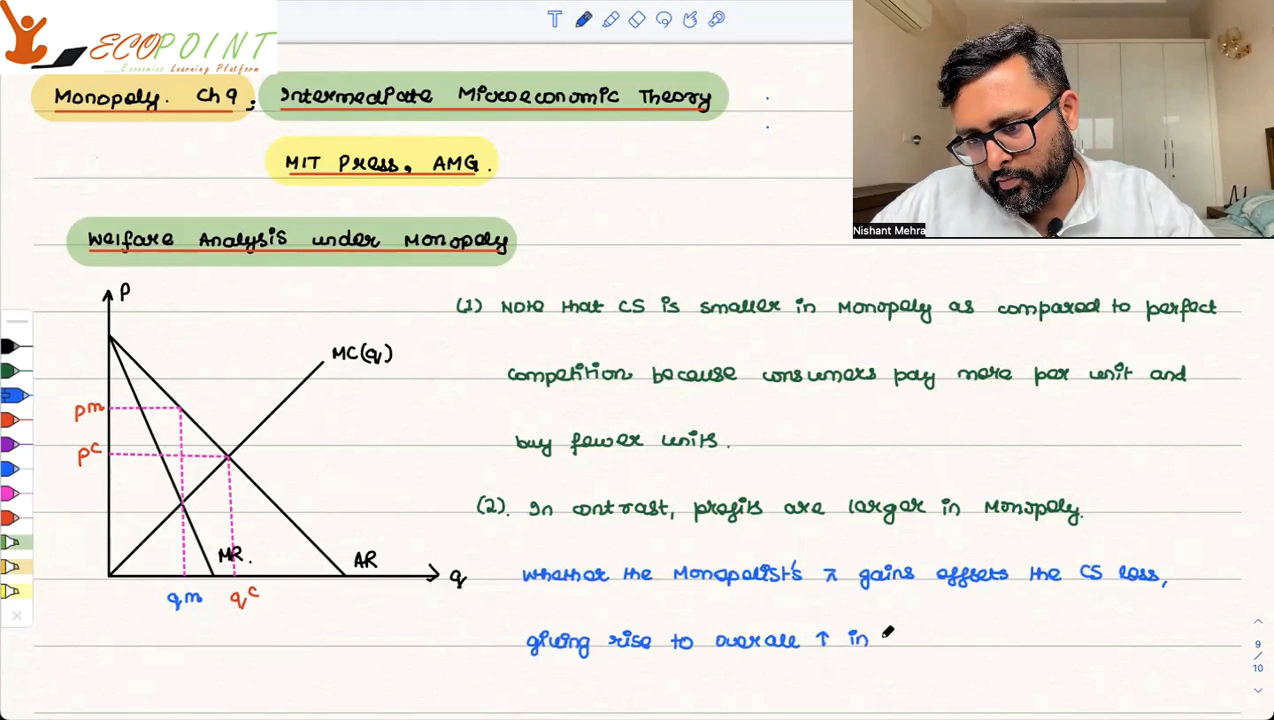 ECOPOINT
.....Economics Learning Platform
Monopoly. Ch 9, Intermediate Microeconomic Theory
MIT Press, AMG.
Welfare Analysis under Monopoly
Nishant Mehra
P
MC(q)
pm
pc
MR.
AR
q
qm
qc
(1) Note that CS is smaller in Monopoly as compared to perfect
competition because consumers pay more per unit and
buy fewer units.
(2). In contrast, profits are larger in Monopoly.
Whether the Monopolist's π gains offsets the CS loss,
giving rise to overall ↑ in
9
/
10